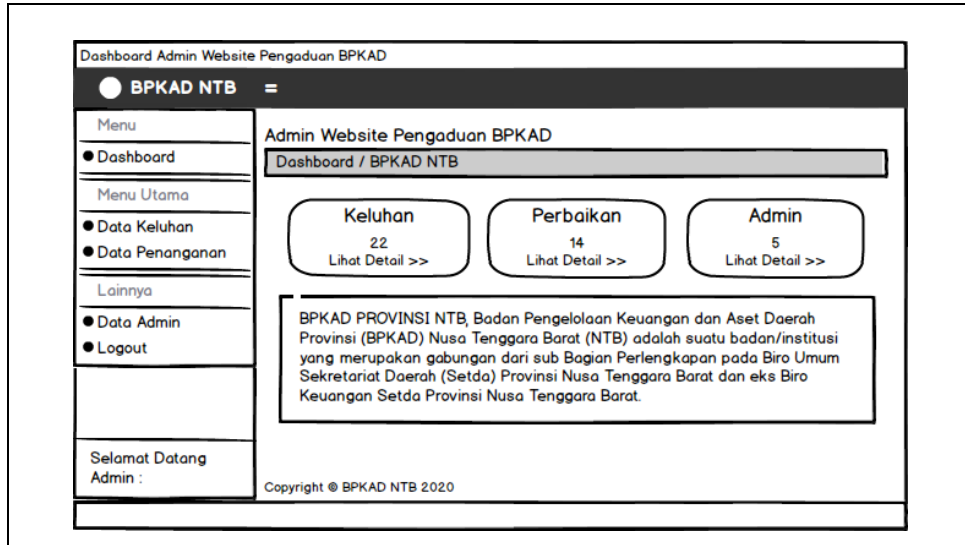 Dashboard Admin Website Pengaduan BPKAD
BPKAD NTB =
Menu
Dashboard
Menu Utama
Data Keluhan
Data Penanganan
Lainnya
Data Admin
Logout
Selamat Datang
Admin :
Admin Website Pengaduan BPKAD
Dashboard / BPKAD NTB
Keluhan
22
Lihat Detail >>
Perbaikan
14
Lihat Detail >>
Admin
5
Lihat Detail >>
BPKAD PROVINSI NTB, Badan Pengelolaan Keuangan dan Aset Daerah
Provinsi (BPKAD) Nusa Tenggara Barat (NTB) adalah suatu badan/institusi
yang merupakan gabungan dari sub Bagian Perlengkapan pada Biro Umum
Sekretariat Daerah (Setda) Provinsi Nusa Tenggara Barat dan eks Biro
Keuangan Setda Provinsi Nusa Tenggara Barat.
Copyright © BPKAD NTB 2020